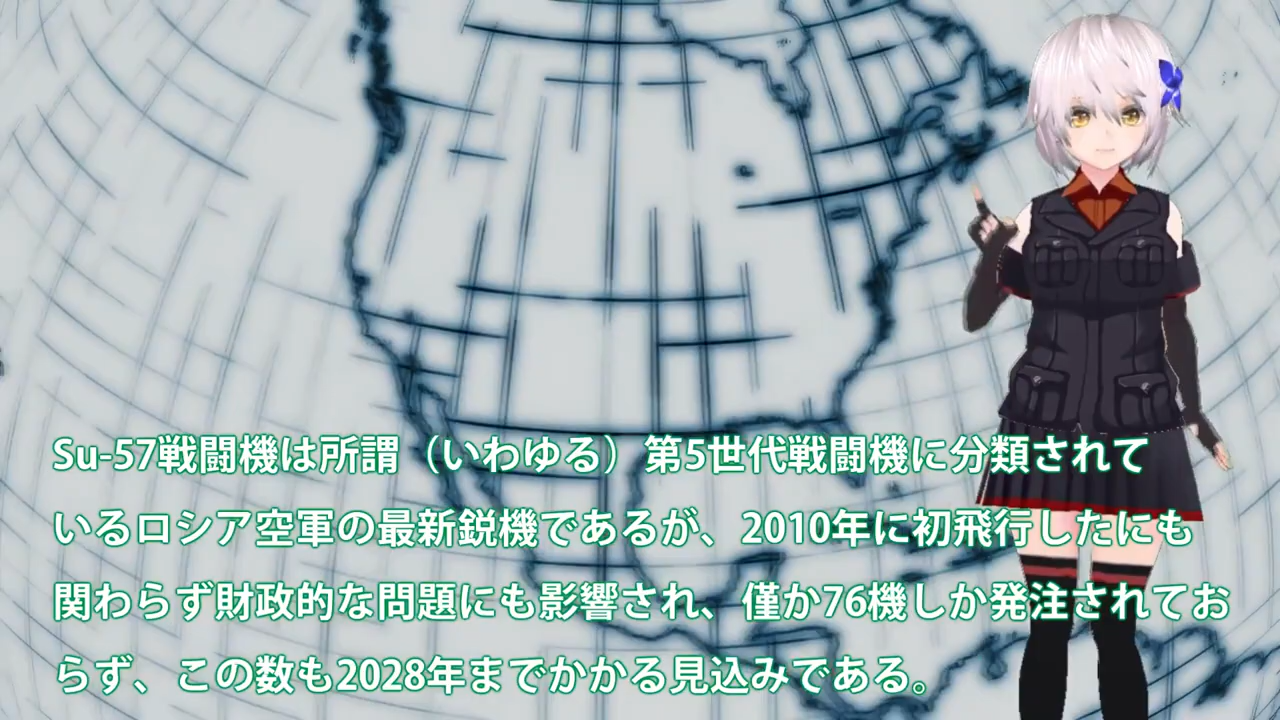 Su-57戦闘機は所謂（いわゆる）第5世代戦闘機に分類されて
いるロシア空軍の最新鋭機であるが、2010年に初飛行したにも
関わらず財政的な問題にも影響され、僅か76機しか発注されてお
らず、この数も2028年までかかる見込みである。